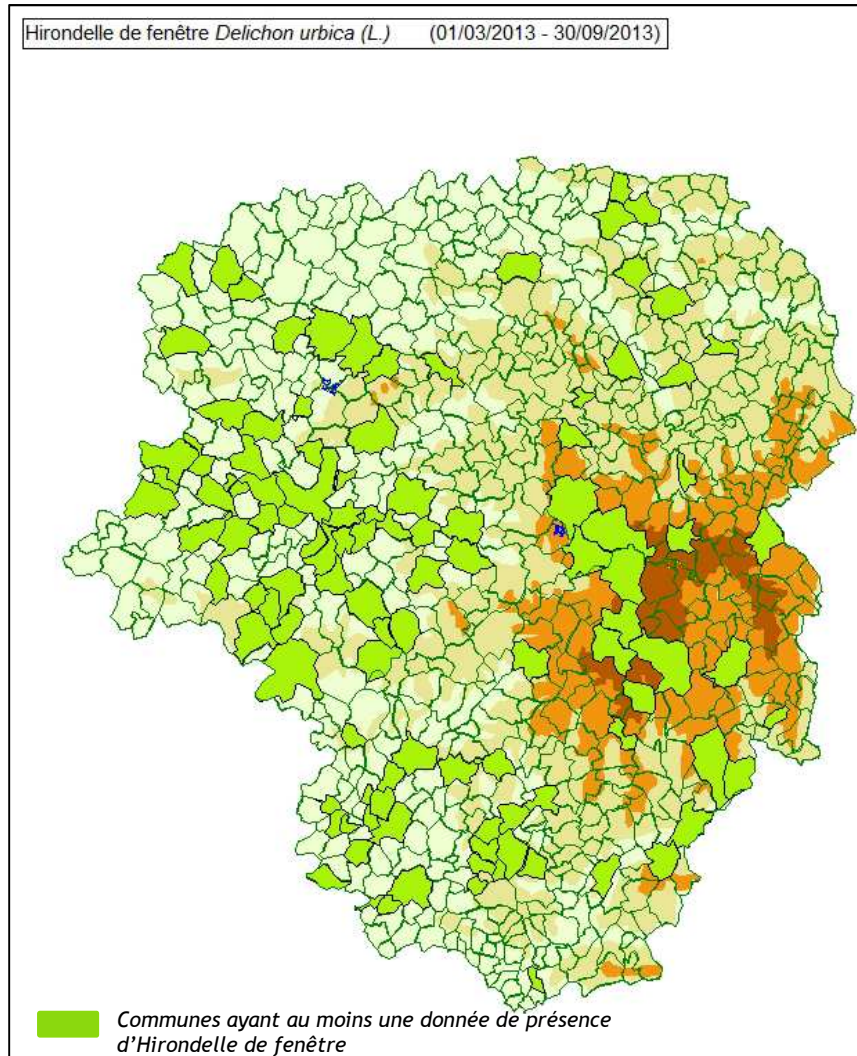 Hirondelle de fenêtre Delichon urbica (L.) (01/03/2013 - 30/09/2013)
Communes ayant au moins une donnée de présence
d'Hirondelle de fenêtre